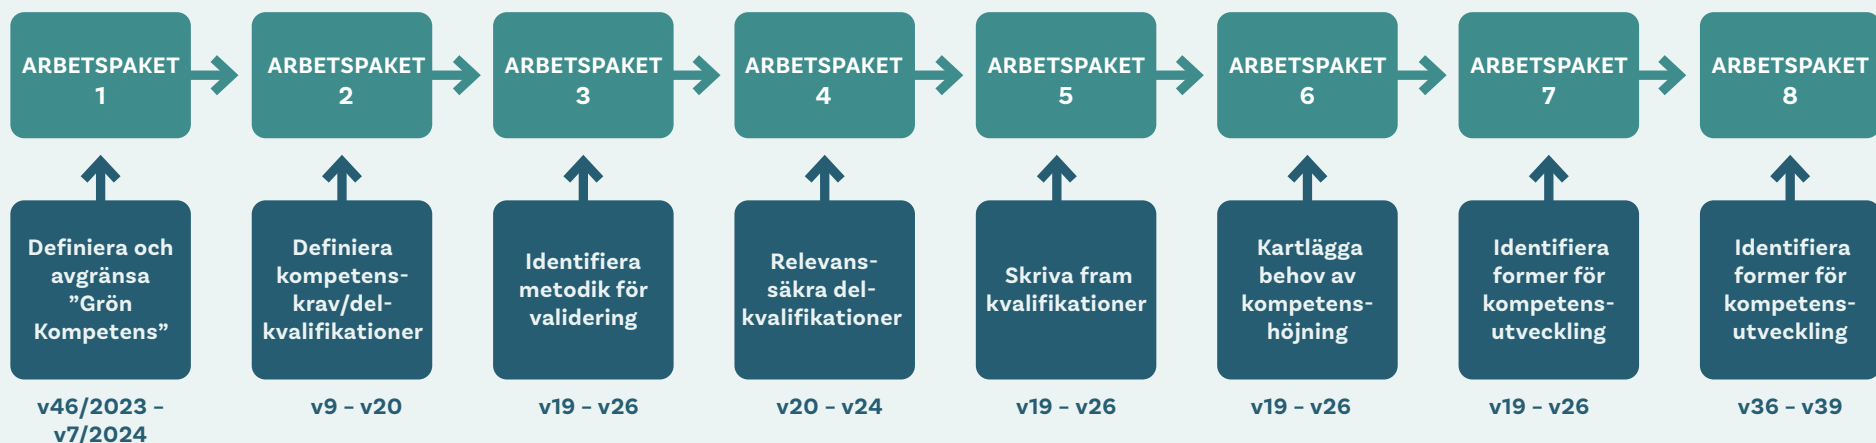 ARBETSPAKET
1
ARBETSPAKET
2
ARBETSPAKET
3
ARBETSPAKET
4
ARBETSPAKET
5
ARBETSPAKET
6
ARBETSPAKET
7
ARBETSPAKET
8
Definiera och
avgränsa
”Grön
Kompetens”
Definiera
kompetens-
krav/del-
kvalifikationer
Identifiera
metodik för
validering
Relevans-
säkra del-
kvalifikationer
Skriva fram
kvalifikationer
Kartlägga
behov av
kompetens-
höjning
Identifiera
former för
kompetens-
utveckling
Identifiera
former för
kompetens-
utveckling
v46/2023 –
v7/2024
v9 – v20
v19 – v26
v20 – v24
v19 – v26
v19 – v26
v19 – v26
v36 – v39